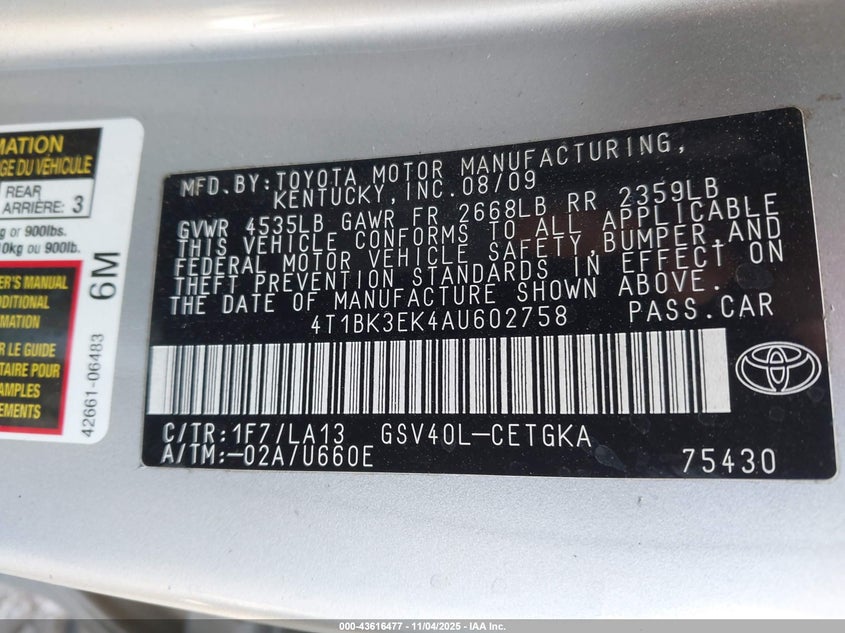 MATION
GE DU VÉHICULE
REAR
ARRIÈRE: 3
g or 900lbs.
10kg ou 900lb.
R'S MANUAL
DDITIONAL
MATION
R LE GUIDE
TAIRE POUR
AMPLES
EMENTS
6M
42661-06483
MFD.BY:TOYOTA MOTOR MANUFACTURING,
KENTUCKY,INC.08/09
GVWR 4535LB GAWR FR 2668LB RR 2359LB
THIS VEHICLE CONFORMS TO ALL APPLICABLE
FEDERAL MOTOR VEHICLE SAFETY,BUMPER,AND
THEFT PREVENTION STANDARDS IN EFFECT ON
THE DATE OF MANUFACTURE SHOWN ABOVE.
4T1BK3EK4AU602758 PASS.CAR
C/TR:1F7/LA13 GSV40L-CETGKA
A/TM:-02A/U660E 75430
000-43616477 - 11/04/2025 - IAA Inc.